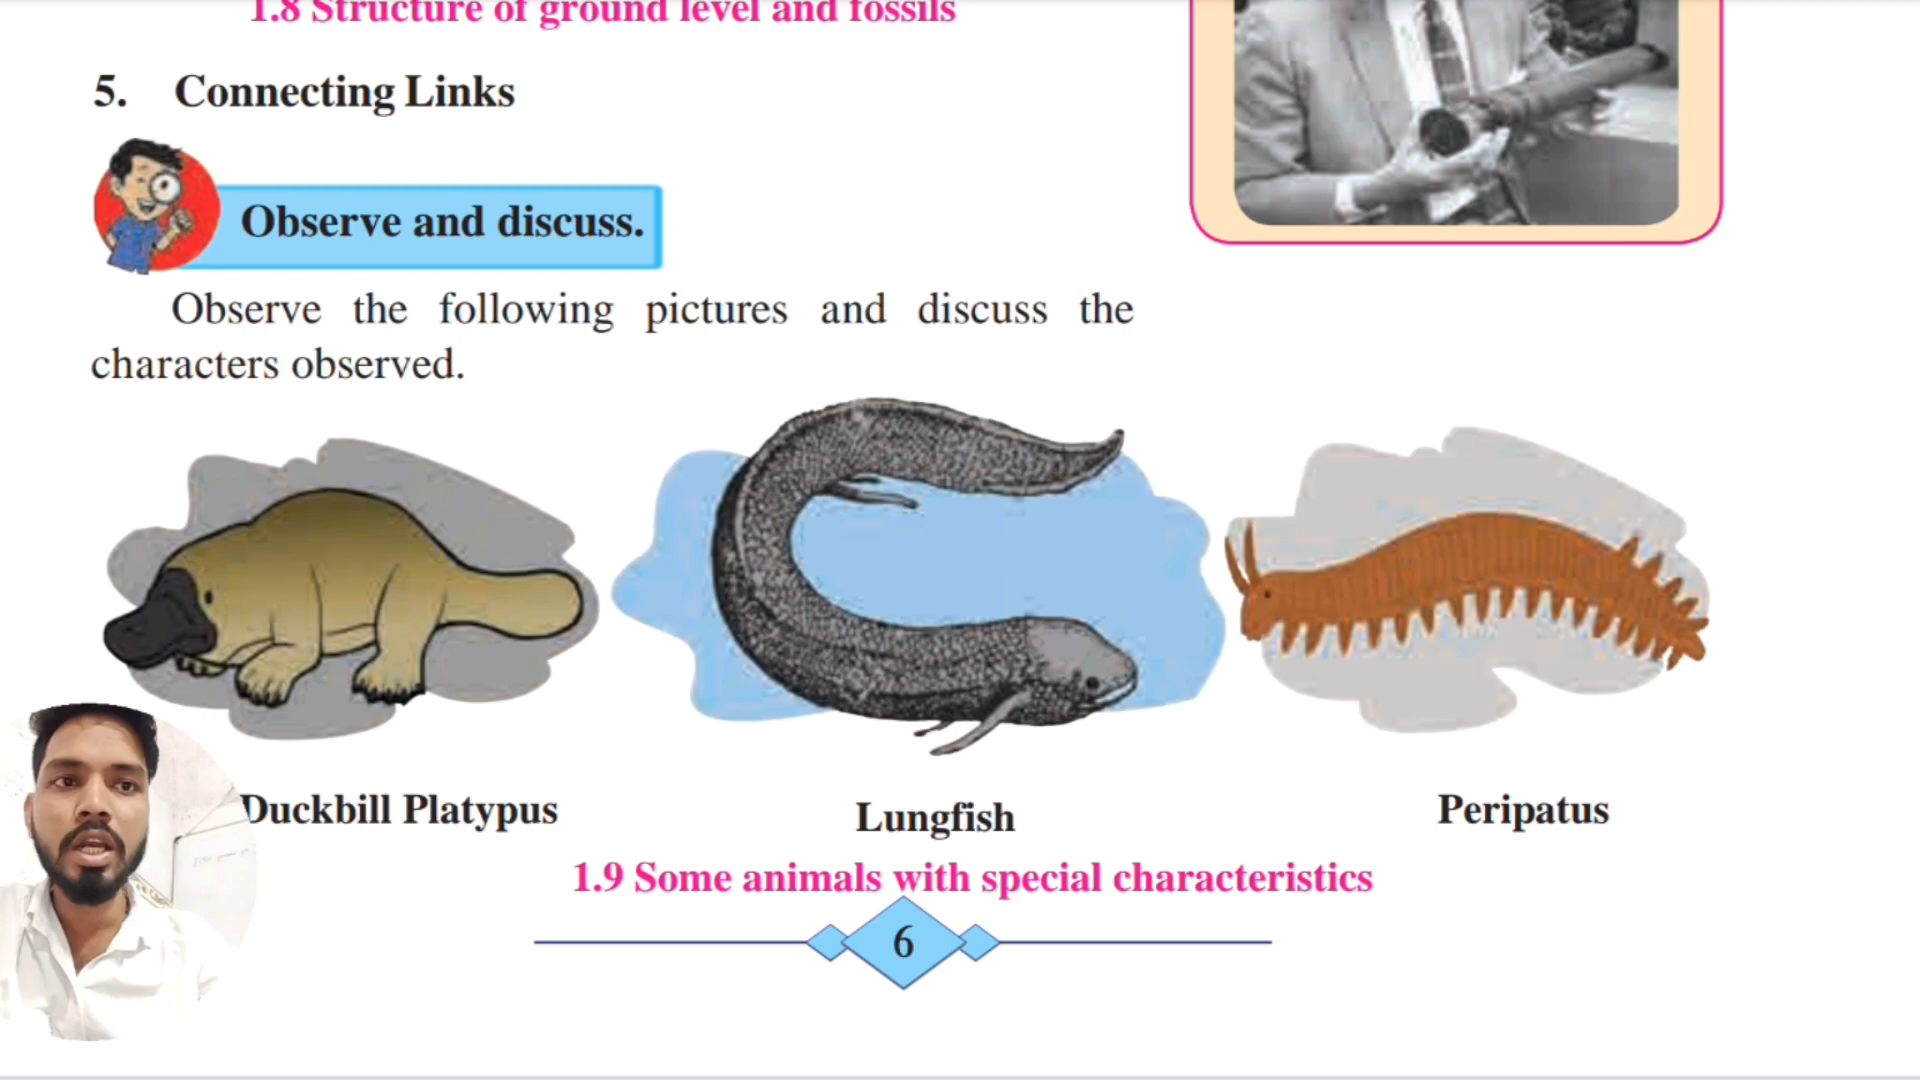 1.8 Structure of ground level and fossils
5. Connecting Links
Observe and discuss.
Observe the following pictures and discuss the
characters observed.
Duckbill Platypus
Lungfish
Peripatus
1.9 Some animals with special characteristics
6